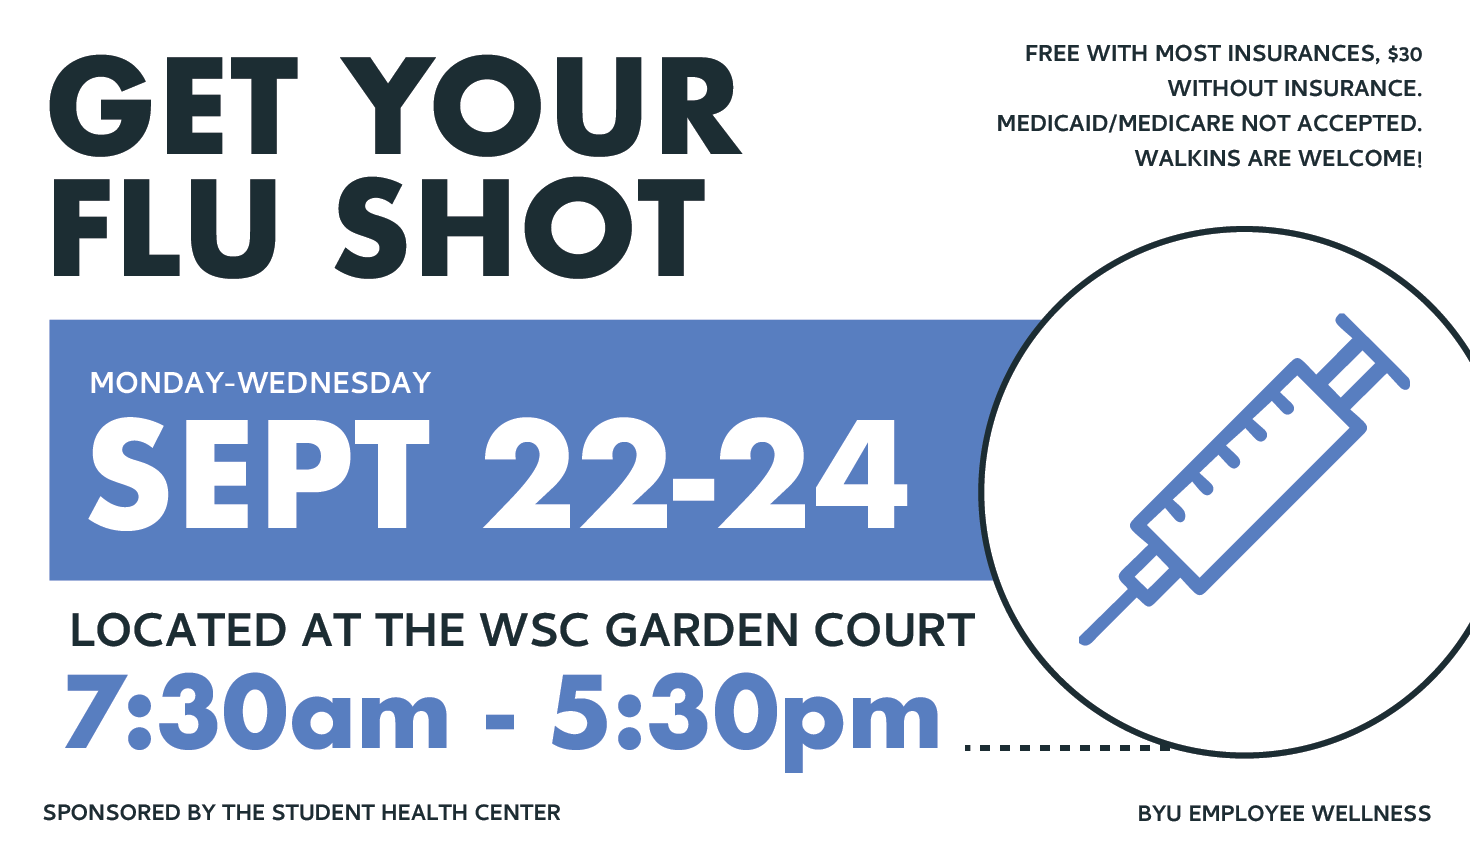 GET YOUR
FLU SHOT
FREE WITH MOST INSURANCES, $30
WITHOUT INSURANCE.
MEDICAID/MEDICARE NOT ACCEPTED.
WALKINS ARE WELCOME!
MONDAY-WEDNESDAY
SEPT 22-24
LOCATED AT THE WSC GARDEN COURT
7:30am - 5:30pm
SPONSORED BY THE STUDENT HEALTH CENTER
BYU EMPLOYEE WELLNESS